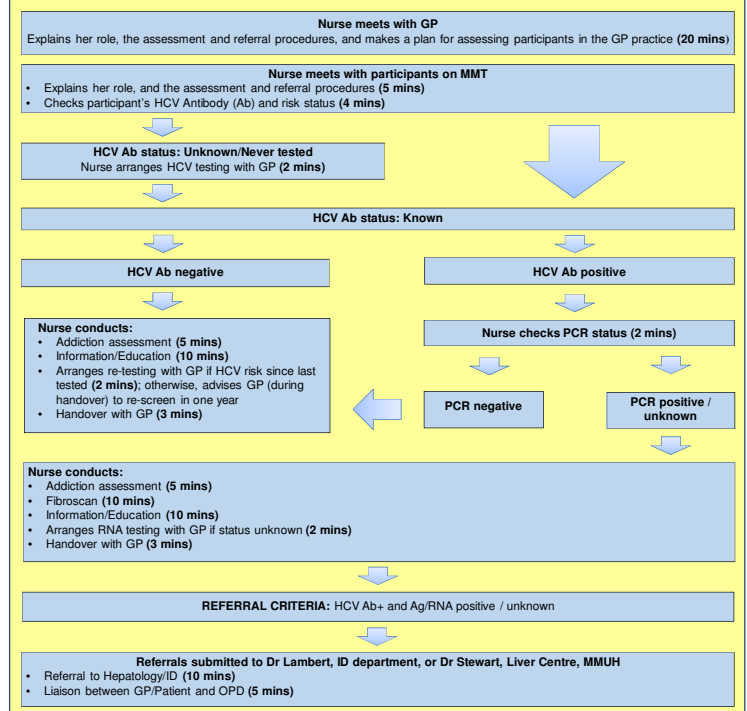 Nurse meets with GP
Explains her role, the assessment and referral procedures, and makes a plan for assessing participants in the GP practice (20 mins)
Nurse meets with participants on MMT
• Explains her role, and the assessment and referral procedures (5 mins)
• Checks participant's HCV Antibody (Ab) and risk status (4 mins)
HCV Ab status: Unknown/Never tested
Nurse arranges HCV testing with GP (2 mins)
HCV Ab status: Known
HCV Ab negative
HCV Ab positive
Nurse conducts:
• Addiction assessment (5 mins)
• Information/Education (10 mins)
• Arranges re-testing with GP if HCV risk since last
tested (2 mins); otherwise, advises GP (during
handover) to re-screen in one year
• Handover with GP (3 mins)
Nurse checks PCR status (2 mins)
PCR negative
PCR positive /
unknown
Nurse conducts:
• Addiction assessment (5 mins)
• Fibroscan (10 mins)
• Information/Education (10 mins)
• Arranges RNA testing with GP if status unknown (2 mins)
• Handover with GP (3 mins)
REFERRAL CRITERIA: HCV Ab+ and Ag/RNA positive / unknown
Referrals submitted to Dr Lambert, ID department, or Dr Stewart, Liver Centre, MMUH
• Referral to Hepatology/ID (10 mins)
• Liaison between GP/Patient and OPD (5 mins)